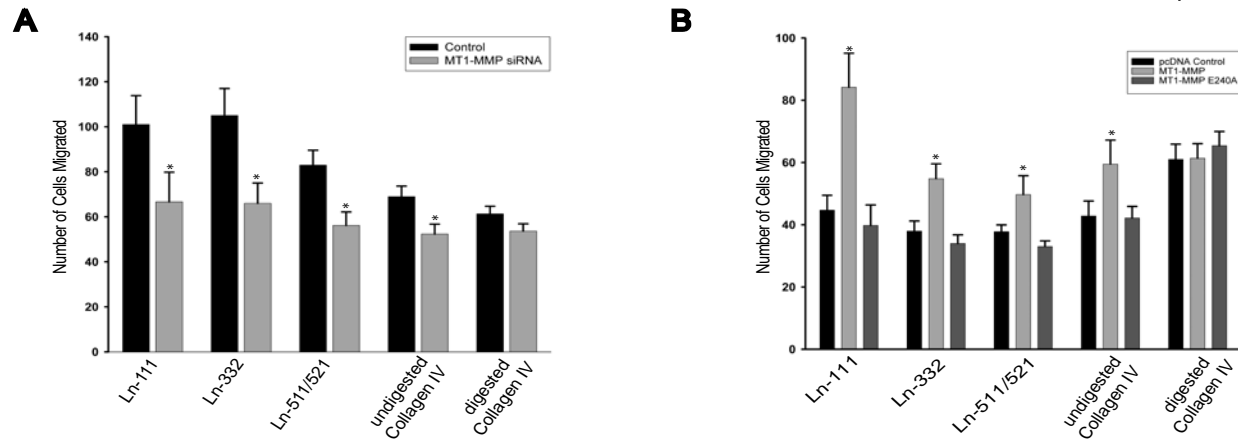 A
Number of Cells Migrated
140
120
100
80
60
40
20
0
Control
MT1-MMP siRNA
*
*
*
*
Ln-111
Ln-332
Ln-511/521
undigested
Collagen IV
digested
Collagen IV
B
Number of Cells Migrated
100
80
60
40
20
0
pcDNA Control
MT1-MMP
MT1-MMP E240A
*
*
*
*
Ln-111
Ln-332
Ln-511/521
undigested
Collagen IV
digested
Collagen IV